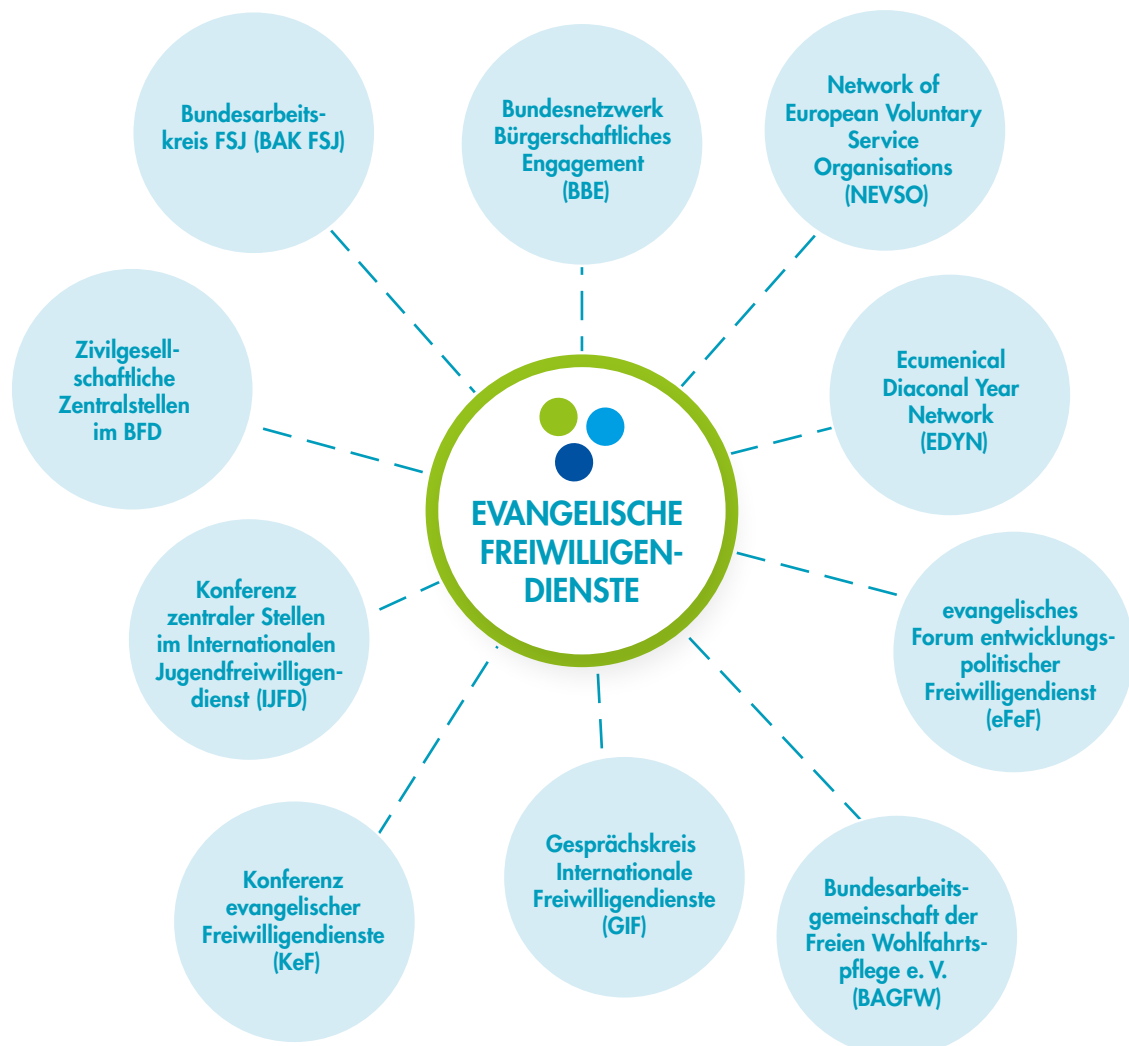 Bundesarbeits-
kreis FSJ (BAK FSJ)
Bundesnetzwerk
Bürgerschaftliches
Engagement
(BBE)
Network of
European Voluntary
Service
Organisations
(NEVSO)
Zivilgesell-
schaftliche
Zentralstellen
im BFD
Ecumenical
Diaconal Year
Network
(EDYN)
EVANGELISCHE
FREIWILLIGEN-
DIENSTE
Konferenz
zentraler Stellen
im Internationalen
Jugendfreiwilligen-
dienst (IJFD)
evangelisches
Forum entwicklungs-
politischer
Freiwilligendienst
(eFeF)
Konferenz
evangelischer
Freiwilligendienste
(KeF)
Gesprächskreis
Internationale
Freiwilligendienste
(GIF)
Bundesarbeits-
gemeinschaft der
Freien Wohlfahrts-
pflege e. V.
(BAGFW)